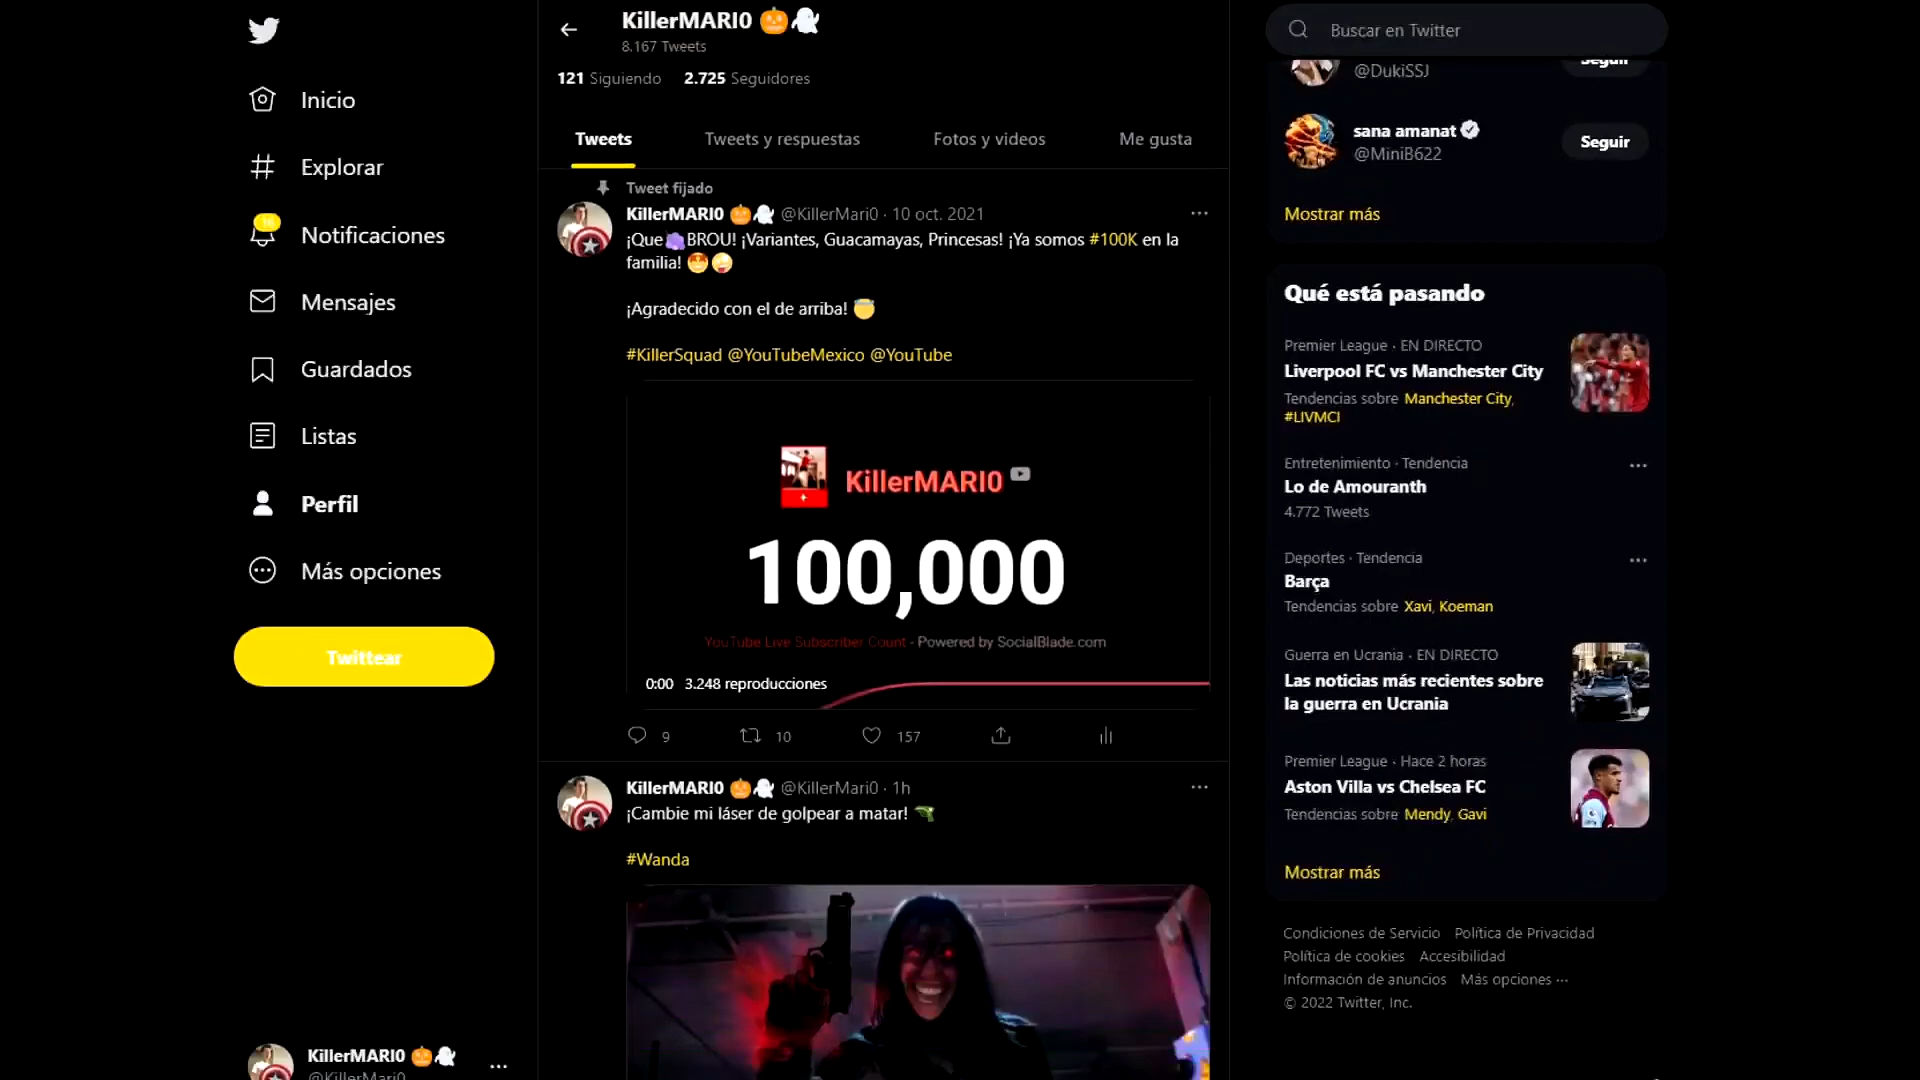 Inicio
Explorar
Notificaciones
Mensajes
Guardados
Listas
Perfil
Más opciones
Twittear
KillerMARI0
@KillerMari0
KillerMARI0 🎃👻
8.167 Tweets
121 Siguiendo 2.725 Seguidores
Tweets Tweets y respuestas Fotos y videos Me gusta
Tweet fijado
KillerMARI0 🎃👻 @KillerMari0 · 10 oct. 2021
¡Que BROU! ¡Variantes, Guacamayas, Princesas! ¡Ya somos #100K en la
familia! 🤩🤪
¡Agradecido con el de arriba! 😇
#KillerSquad @YouTubeMexico @YouTube
KillerMARI0
100,000
YouTube Live Subscriber Count - Powered by SocialBlade.com
0:00 3.248 reproducciones
9 10 157
KillerMARI0 🎃👻 @KillerMari0 · 1h
¡Cambie mi láser de golpear a matar! 🔫
#Wanda
Buscar en Twitter
@DukiSSJ
Seguir
sana amanat
@MiniB622
Seguir
Mostrar más
Qué está pasando
Premier League · EN DIRECTO
Liverpool FC vs Manchester City
Tendencias sobre Manchester City,
#LIVMCI
Entretenimiento · Tendencia
Lo de Amouranth
4.772 Tweets
Deportes · Tendencia
Barça
Tendencias sobre Xavi, Koeman
Guerra en Ucrania · EN DIRECTO
Las noticias más recientes sobre
la guerra en Ucrania
Premier League · Hace 2 horas
Aston Villa vs Chelsea FC
Tendencias sobre Mendy, Gavi
Mostrar más
Condiciones de Servicio Política de Privacidad
Política de cookies Accesibilidad
Información de anuncios Más opciones ···
© 2022 Twitter, Inc.